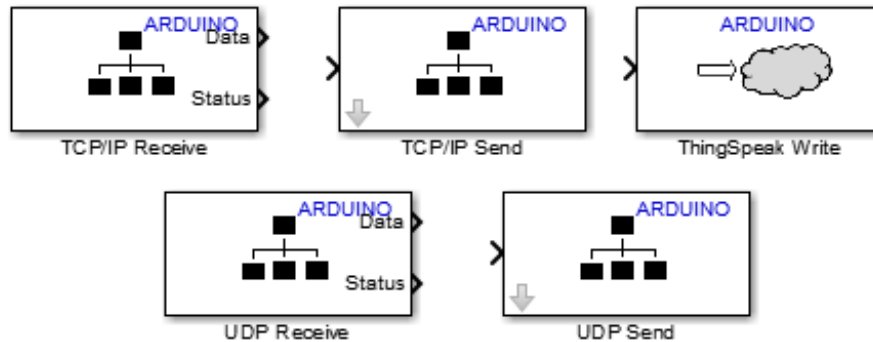 ARDUINO
Data
Status
TCP/IP Receive
ARDUINO
TCP/IP Send
ARDUINO
ThingSpeak Write
ARDUINO
Data
Status
UDP Receive
ARDUINO
UDP Send